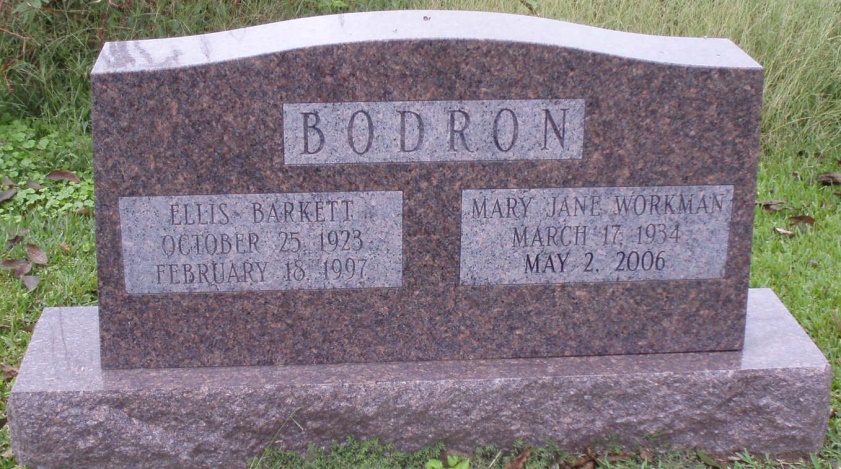 BODRON
ELLIS BARKETT
OCTOBER 25, 1923
FEBRUARY 18, 1997
MARY JANE WORKMAN
MARCH 17, 1934
MAY 2, 2006